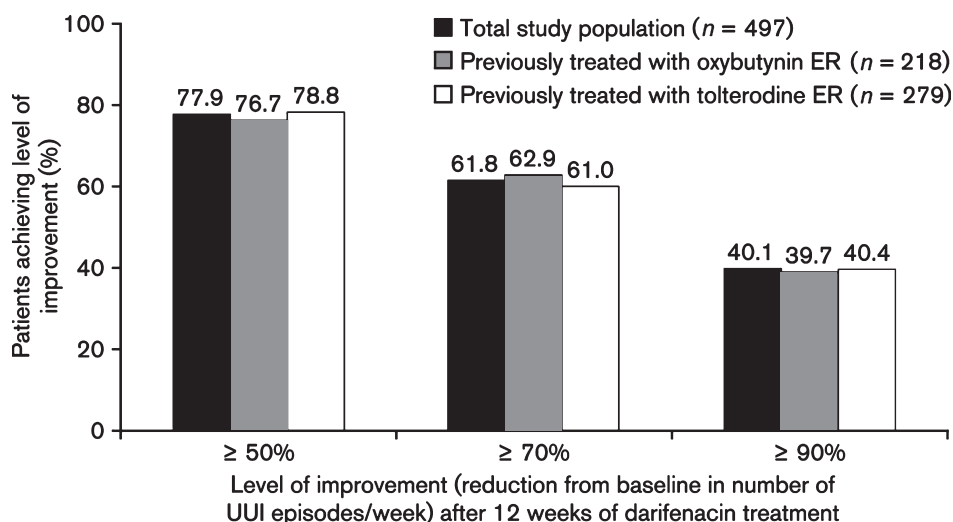 100
80
60
40
20
0
Patients achieving level of
improvement (%)
Total study population (n = 497)
Previously treated with oxybutynin ER (n = 218)
Previously treated with tolterodine ER (n = 279)
77.9 76.7 78.8
61.8 62.9 61.0
40.1 39.7 40.4
≥ 50% ≥ 70% ≥ 90%
Level of improvement (reduction from baseline in number of
UUI episodes/week) after 12 weeks of darifenacin treatment